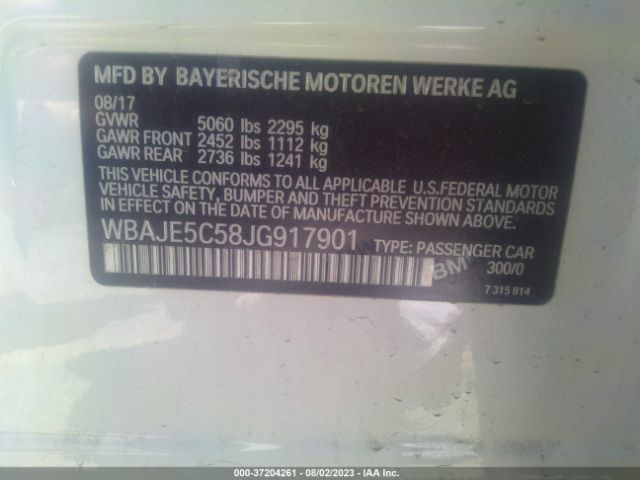 MFD BY BAYERISCHE MOTOREN WERKE AG
08/17
GVWR 5060 lbs 2295 kg
GAWR FRONT 2452 lbs 1112 kg
GAWR REAR 2736 lbs 1241 kg
THIS VEHICLE CONFORMS TO ALL APPLICABLE U.S.FEDERAL MOTOR
VEHICLE SAFETY, BUMPER AND THEFT PREVENTION STANDARDS
IN EFFECT ON THE DATE OF MANUFACTURE SHOWN ABOVE.
WBAJE5C58JG917901 TYPE: PASSENGER CAR
BM 300/0
7 315 814
000-37204261 - 08/02/2023 - IAA Inc.